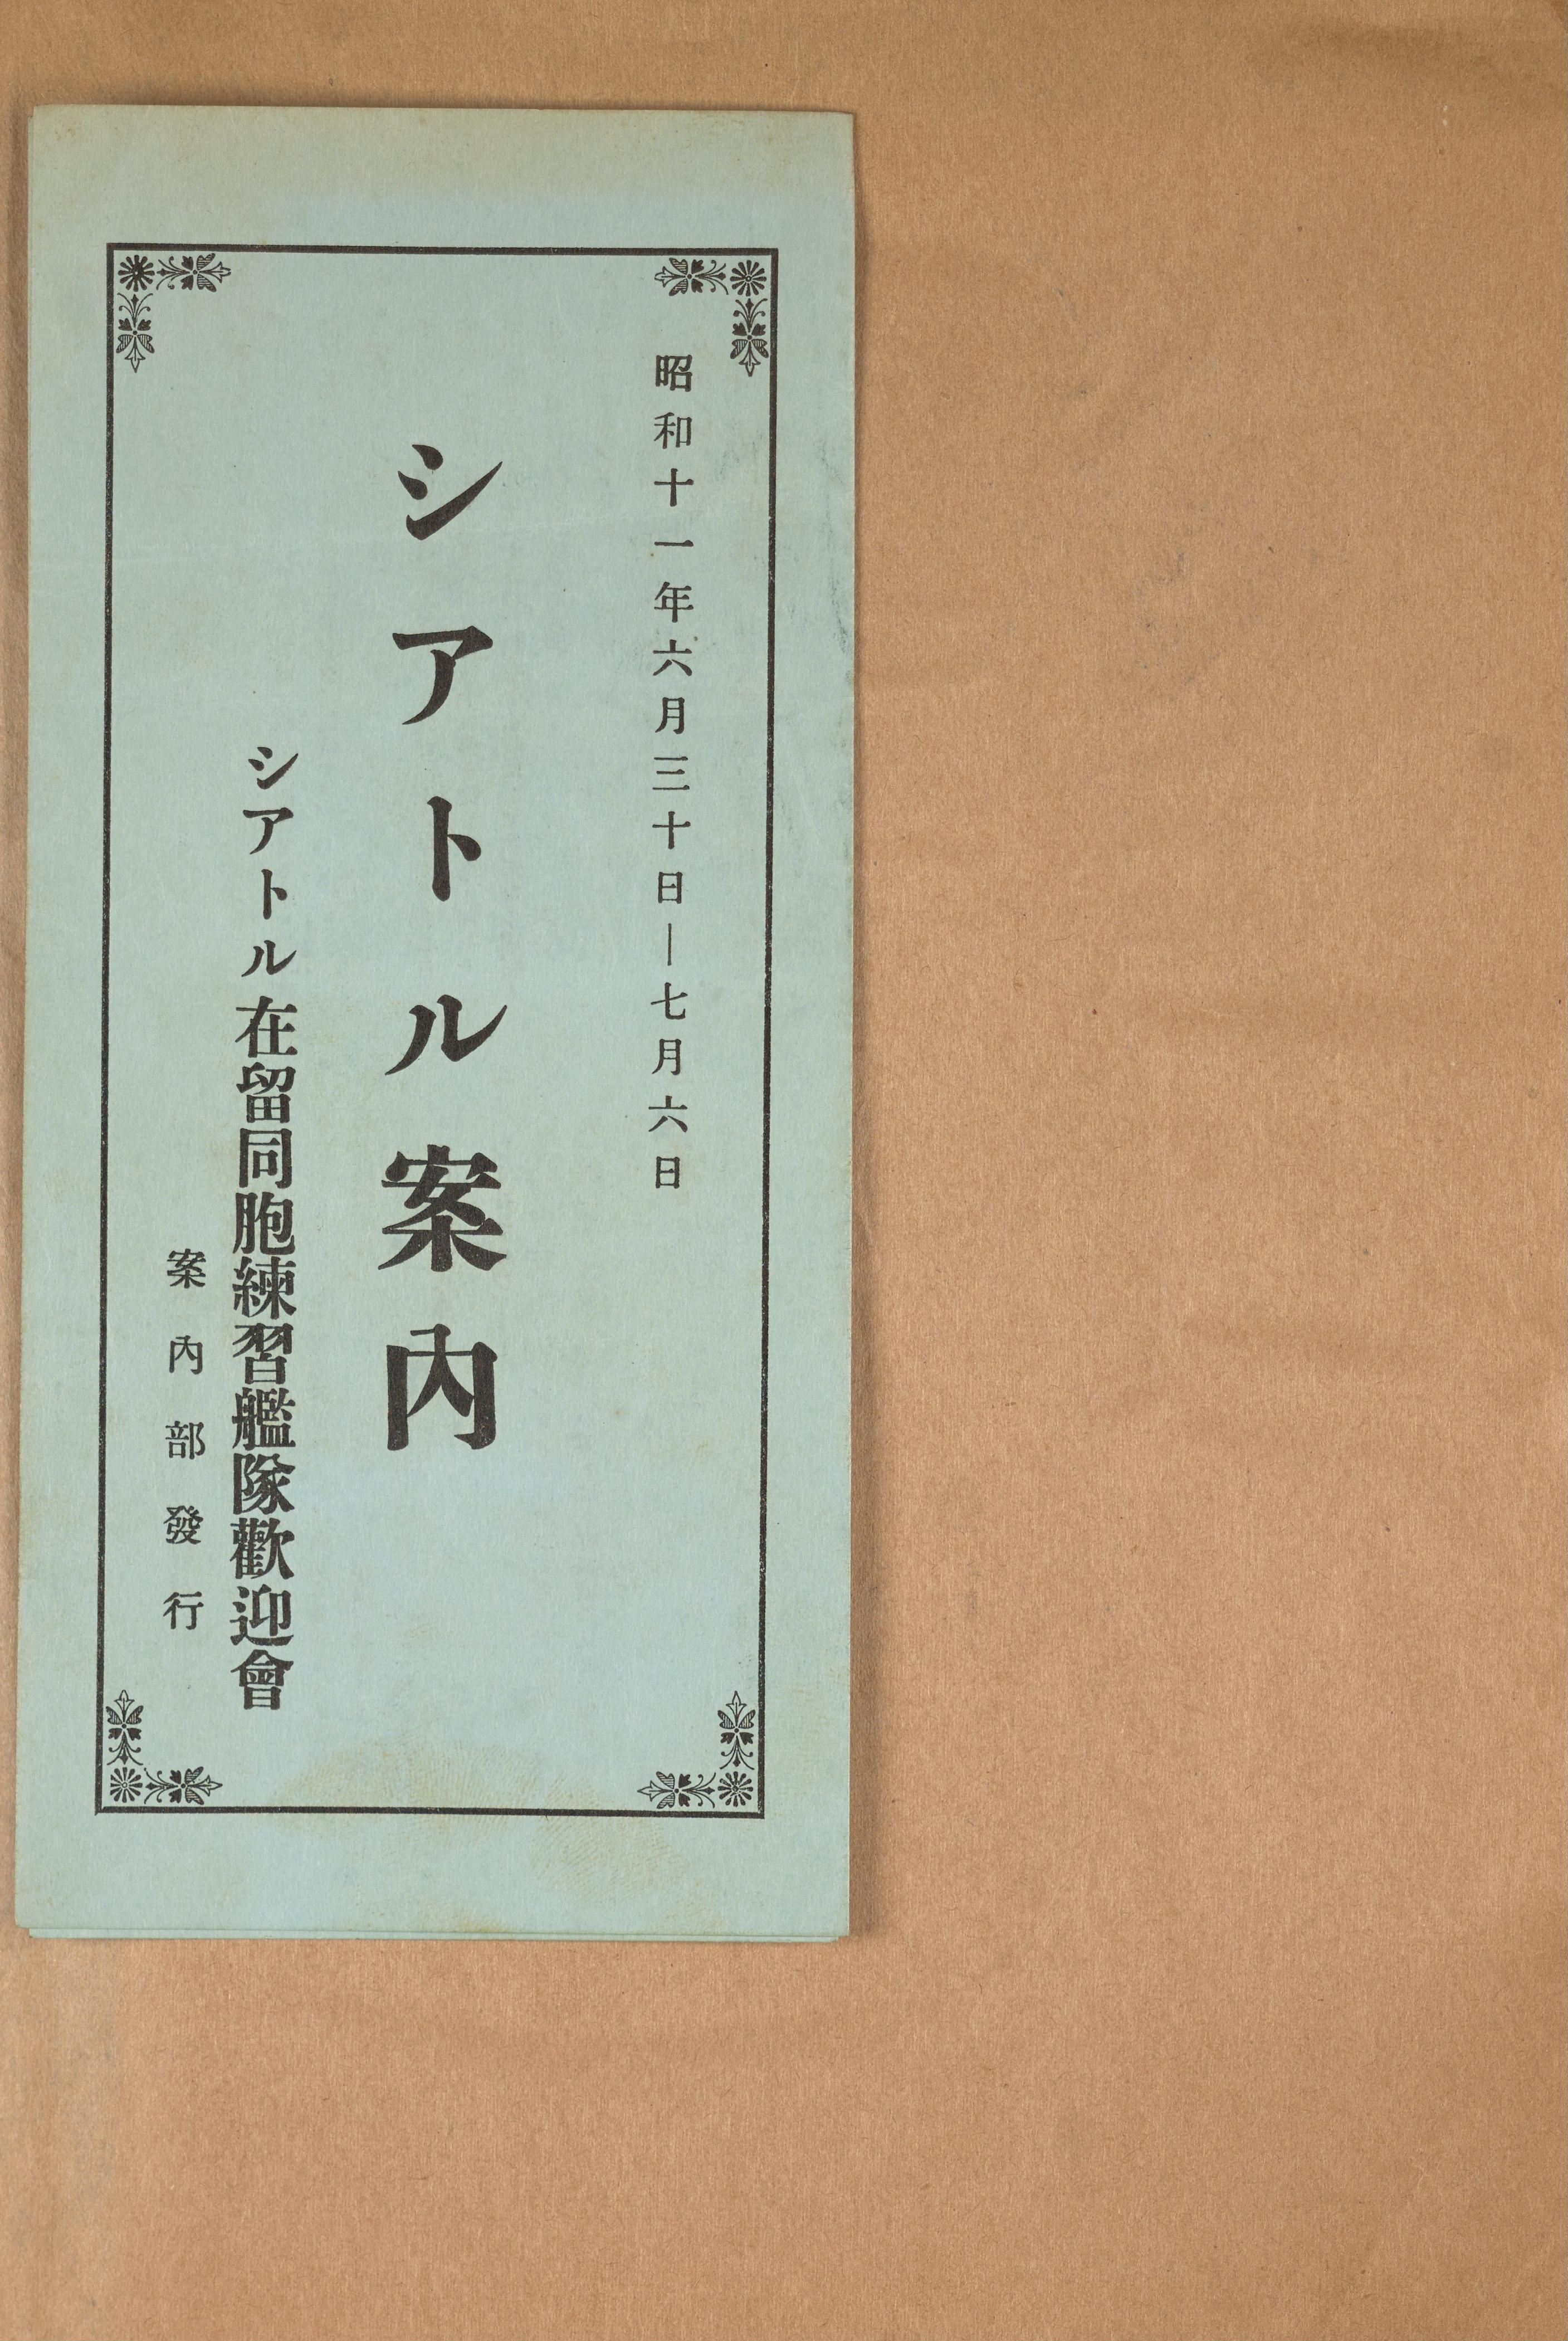 昭和十一年六月三十日―七月六日
シアトル案內
シアトル在留同胞練習艦隊歡迎會
案內部發行